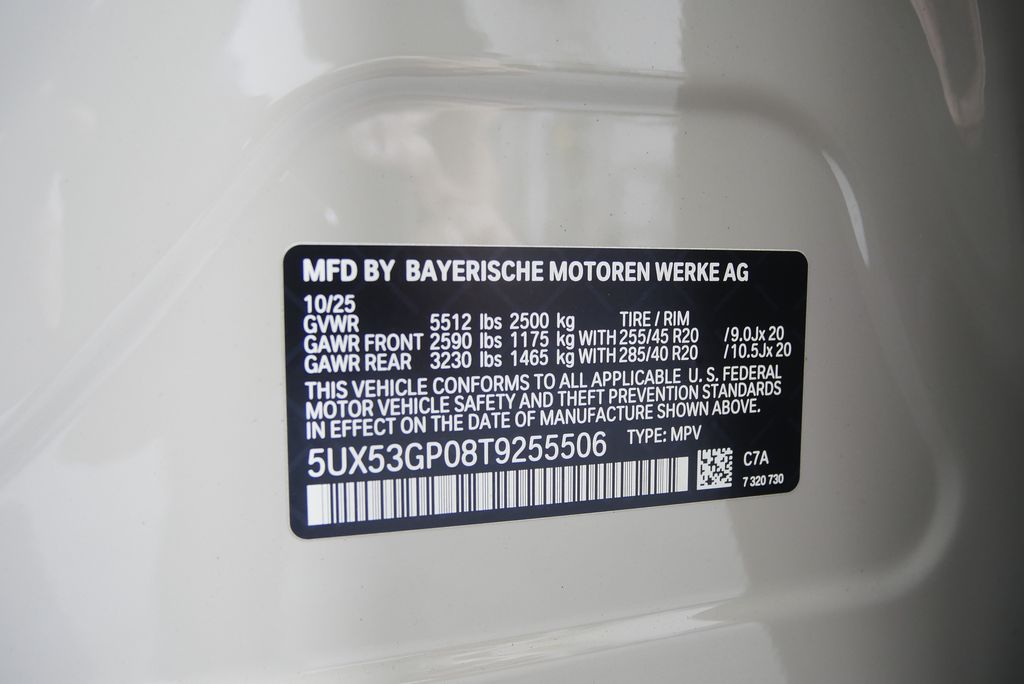 MFD BY BAYERISCHE MOTOREN WERKE AG
10/25
GVWR 5512 lbs 2500 kg TIRE / RIM
GAWR FRONT 2590 lbs 1175 kg WITH 255/45 R20 /9.0Jx 20
GAWR REAR 3230 lbs 1465 kg WITH 285/40 R20 /10.5Jx 20
THIS VEHICLE CONFORMS TO ALL APPLICABLE U. S. FEDERAL
MOTOR VEHICLE SAFETY AND THEFT PREVENTION STANDARDS
IN EFFECT ON THE DATE OF MANUFACTURE SHOWN ABOVE.
5UX53GP08T9255506 TYPE: MPV
C7A
7 320 730